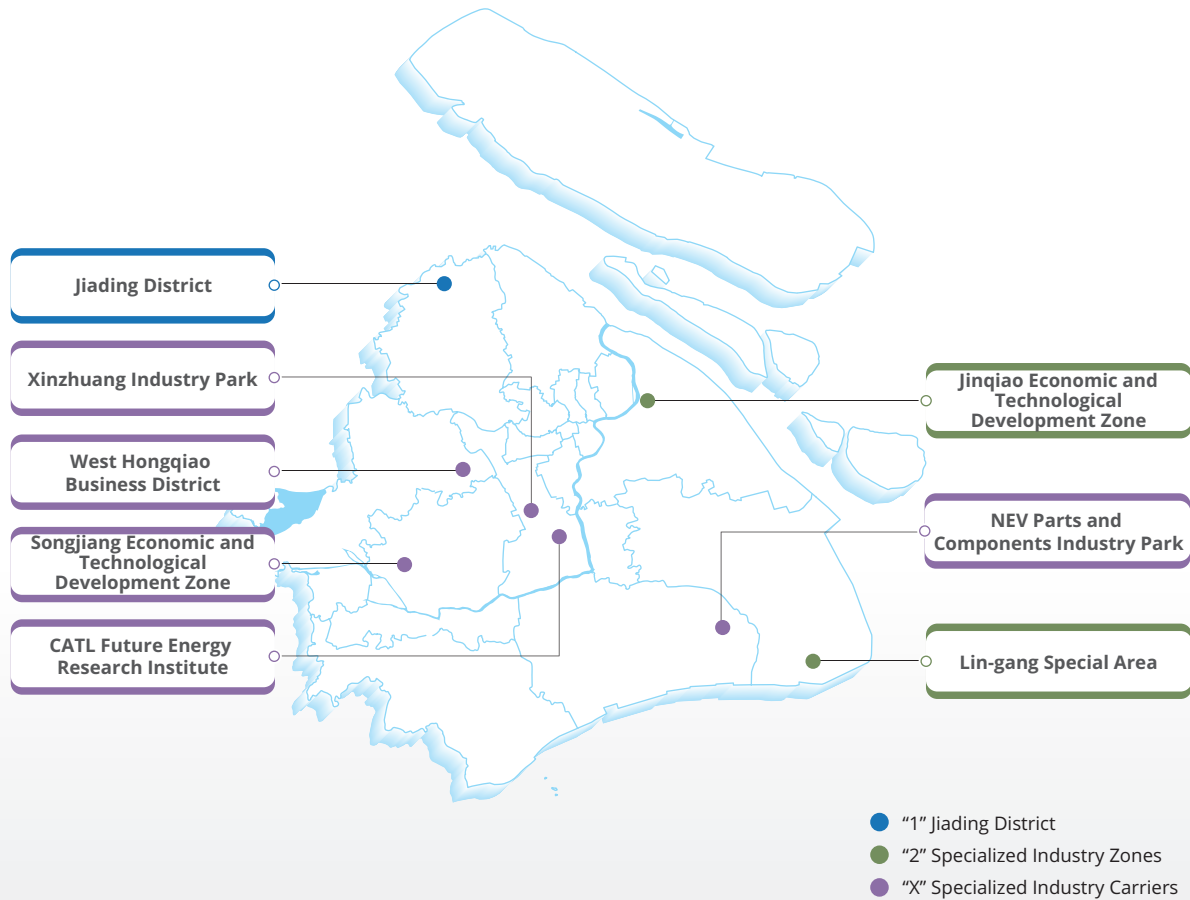 Jiading District
Xinzhuang Industry Park
West Hongqiao
Business District
Songjiang Economic and
Technological
Development Zone
CATL Future Energy
Research Institute
Jinqiao Economic and
Technological
Development Zone
NEV Parts and
Components Industry Park
Lin-gang Special Area
“1” Jiading District
“2” Specialized Industry Zones
“X” Specialized Industry Carriers